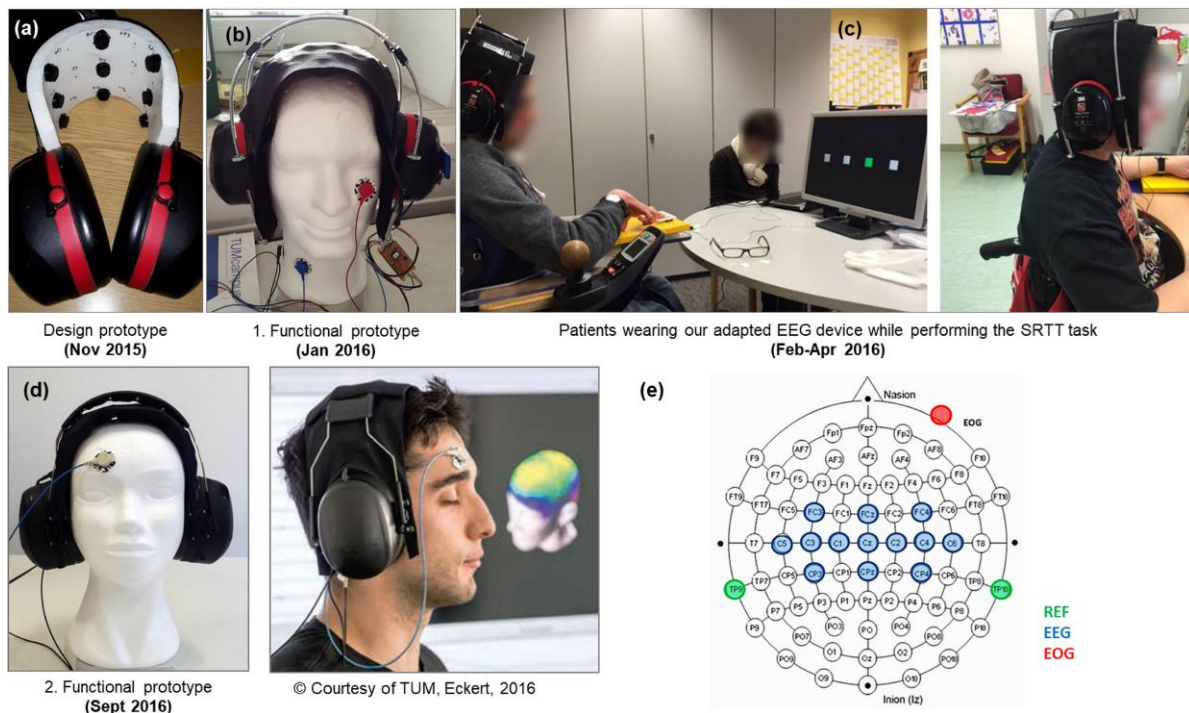 (a)
(b)
(c)
TUMcampus
Design prototype
(Nov 2015)
1. Functional prototype
(Jan 2016)
Patients wearing our adapted EEG device while performing the SRTT task
(Feb-Apr 2016)
(d)
2. Functional prototype
(Sept 2016)
© Courtesy of TUM, Eckert, 2016
(e)
Nasion
EOG
Fp1 Fpz Fp2
AF7 AF3 AFz AF4 AF8
F9 F7 F5 F3 F1 Fz F2 F4 F6 F8 F10
FT9 FT7 FC5 FC3 FC1 FCz FC2 FC4 FC6 FT8 FT10
T7 C5 C3 C1 Cz C2 C4 C6 T8
TP9 TP7 CP5 CP3 CP1 CPz CP2 CP4 CP6 TP8 TP10
P9 P7 P5 P3 P1 Pz P2 P4 P6 P8 P10
PO9 PO7 PO3 PO PO4 PO8 PO10
O1 Oz O2
O9 O10
Inion (Iz)
REF
EEG
EOG